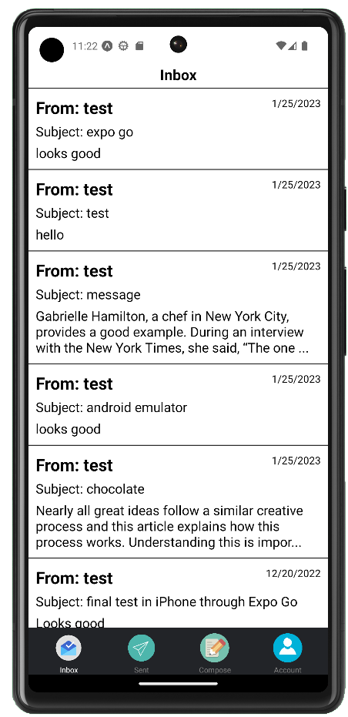 11:22
Inbox
From: test
1/25/2023
Subject: expo go
looks good
From: test
1/25/2023
Subject: test
hello
From: test
1/25/2023
Subject: message
Gabrielle Hamilton, a chef in New York City,
provides a good example. During an interview
with the New York Times, she said, “The one ...
From: test
1/25/2023
Subject: android emulator
looks good
From: test
1/25/2023
Subject: chocolate
Nearly all great ideas follow a similar creative
process and this article explains how this
process works. Understanding this is impor...
From: test
12/20/2022
Subject: final test in iPhone through Expo Go
Looks good
Inbox
Sent
Compose
Account